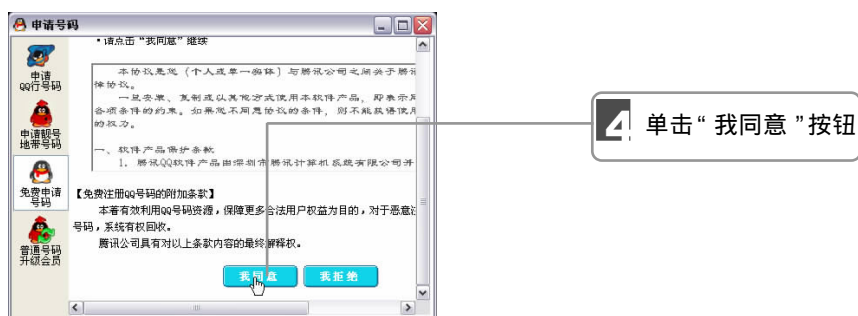 申请号码
• 请点击“我同意”继续
申请
QQ行号码
申请靓号
地带号码
免费申请
号码
普通号码
升级会员
本协议是您（个人或单一实体）与腾讯公司之间关于腾讯
件协议。
一旦安装、复制或以其他方式使用本软件产品，即表示
各项条件的约束。如果您不同意协议的条件，则不能获得使用
的权力。
一、软件产品保护条款
1. 腾讯QQ软件产品由深圳市腾讯计算机系统有限公司开
【免费注册QQ号码的附加条款】
本着有效利用QQ号码资源，保障更多合法用户权益为目的，对于恶意
号码，系统有权回收。
腾讯公司具有对以上条款内容的最终解释权。
我同意 我拒绝
4 单击“我同意”按钮